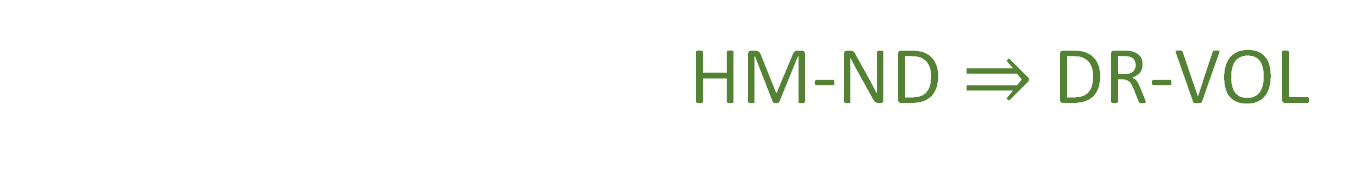 HM-ND ⇒ DR-VOL